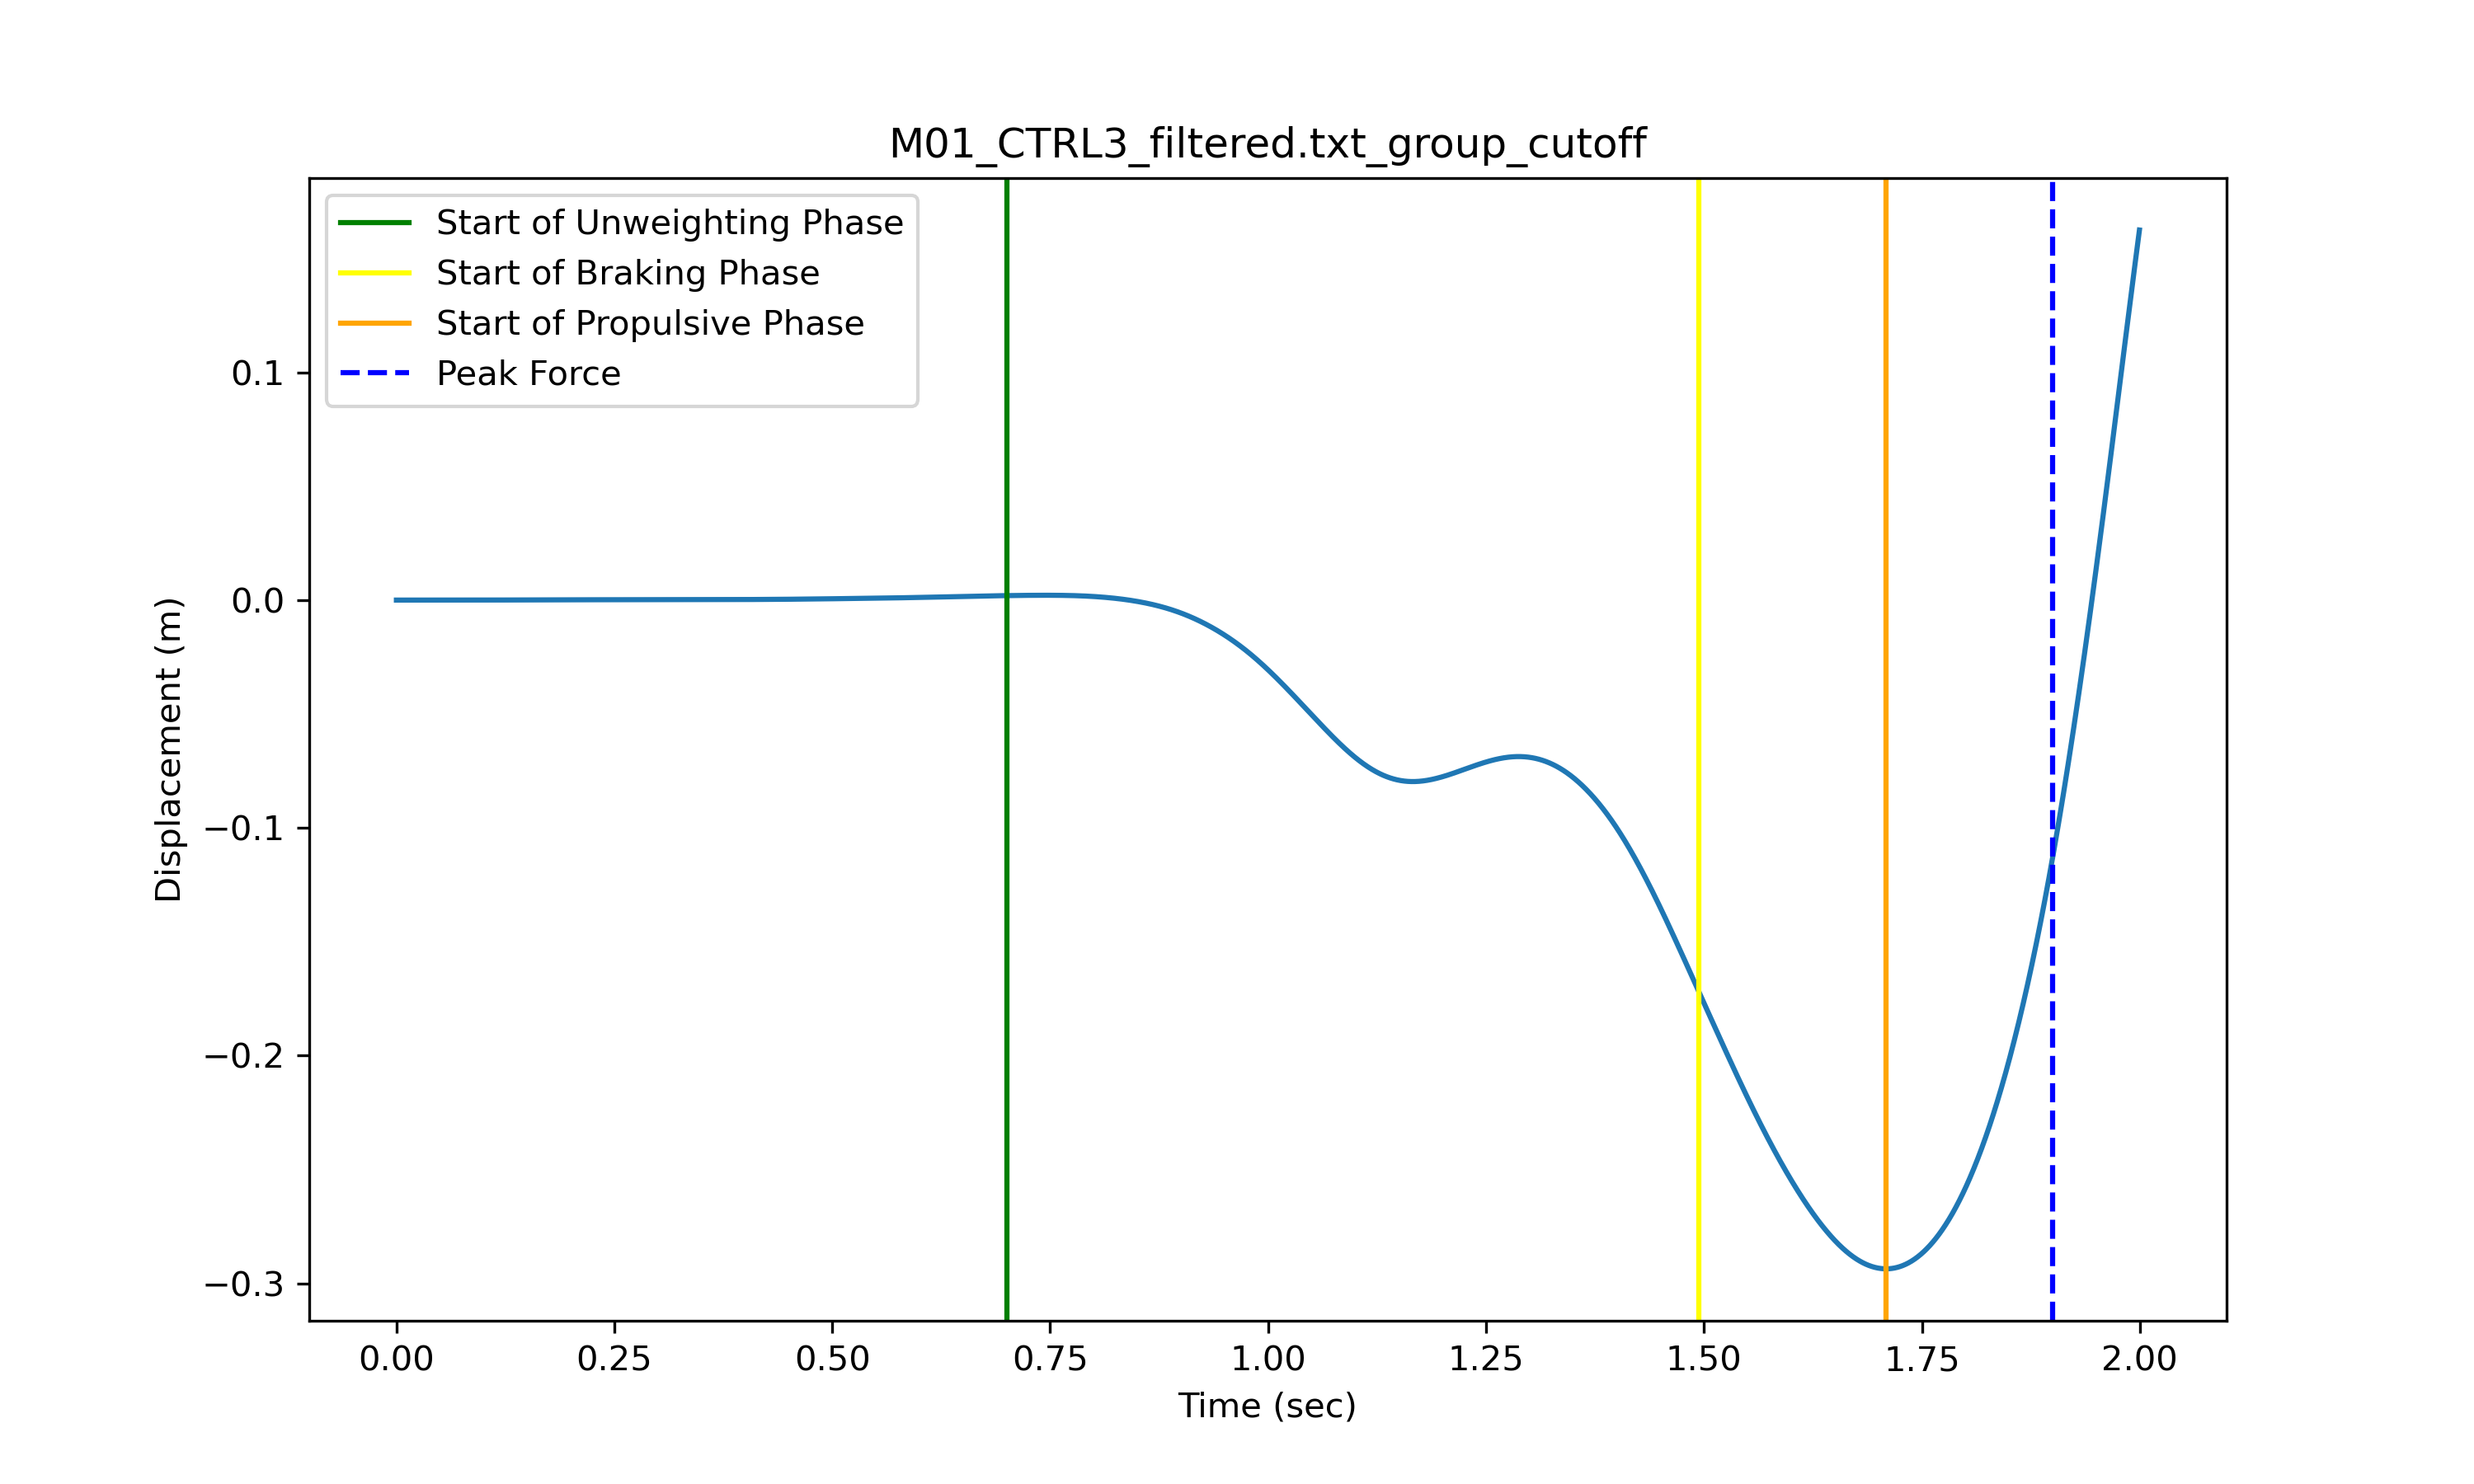 M01_CTRL3_filtered.txt_group_cutoff
Start of Unweighting Phase
Start of Braking Phase
Start of Propulsive Phase
Peak Force
Displacement (m)
0.1
0.0
−0.1
−0.2
−0.3
0.00 0.25 0.50 0.75 1.00 1.25 1.50 1.75 2.00
Time (sec)